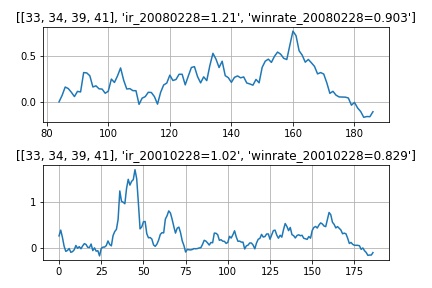 [[33, 34, 39, 41], 'ir_20080228=1.21', 'winrate_20080228=0.903']
0.5
0.0
80 100 120 140 160 180
[[33, 34, 39, 41], 'ir_20010228=1.02', 'winrate_20010228=0.829']
1
0
0 25 50 75 100 125 150 175